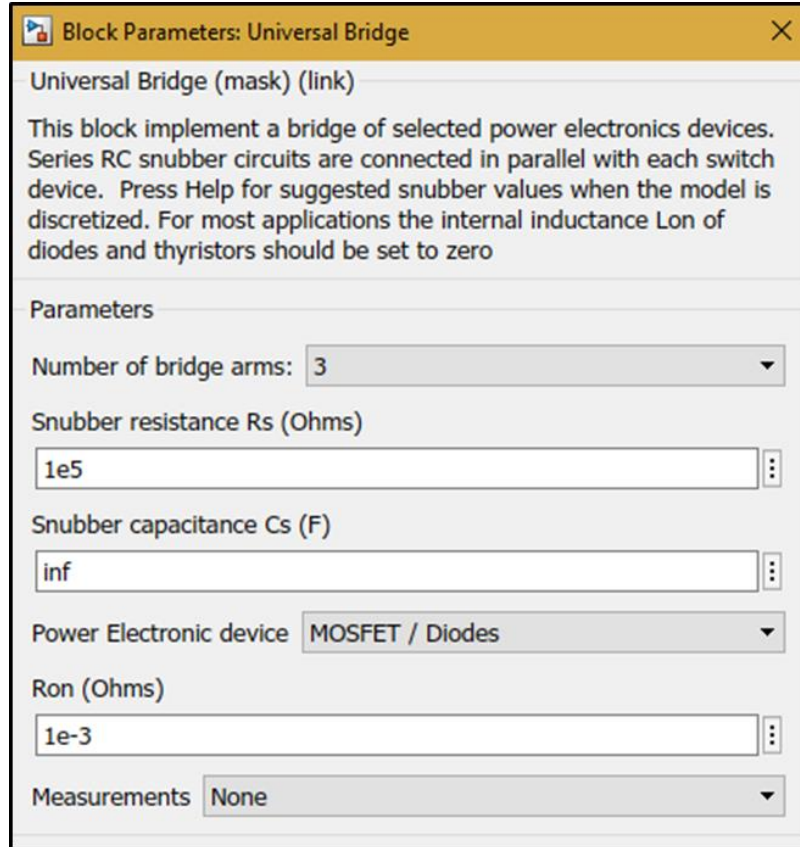 Block Parameters: Universal Bridge
Universal Bridge (mask) (link)
This block implement a bridge of selected power electronics devices.
Series RC snubber circuits are connected in parallel with each switch
device.  Press Help for suggested snubber values when the model is
discretized. For most applications the internal inductance Lon of
diodes and thyristors should be set to zero
Parameters
Number of bridge arms: 3
Snubber resistance Rs (Ohms)
1e5
Snubber capacitance Cs (F)
inf
Power Electronic device MOSFET / Diodes
Ron (Ohms)
1e-3
Measurements None